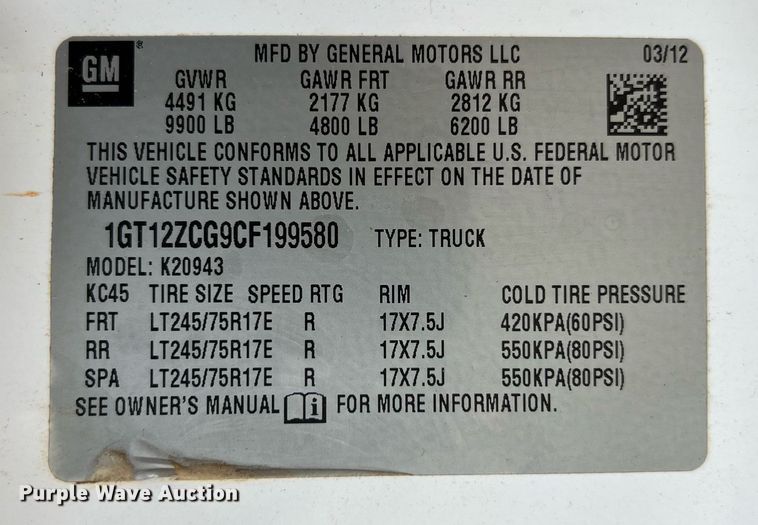 GM® MFD BY GENERAL MOTORS LLC 03/12
GVWR GAWR FRT GAWR RR
4491 KG 2177 KG 2812 KG
9900 LB 4800 LB 6200 LB
THIS VEHICLE CONFORMS TO ALL APPLICABLE U.S. FEDERAL MOTOR
VEHICLE SAFETY STANDARDS IN EFFECT ON THE DATE OF
MANUFACTURE SHOWN ABOVE.
1GT12ZCG9CF199580 TYPE: TRUCK
MODEL: K20943
KC45 TIRE SIZE SPEED RTG RIM COLD TIRE PRESSURE
FRT LT245/75R17E R 17X7.5J 420KPA(60PSI)
RR LT245/75R17E R 17X7.5J 550KPA(80PSI)
SPA LT245/75R17E R 17X7.5J 550KPA(80PSI)
SEE OWNER'S MANUAL i FOR MORE INFORMATION.
Purple Wave Auction